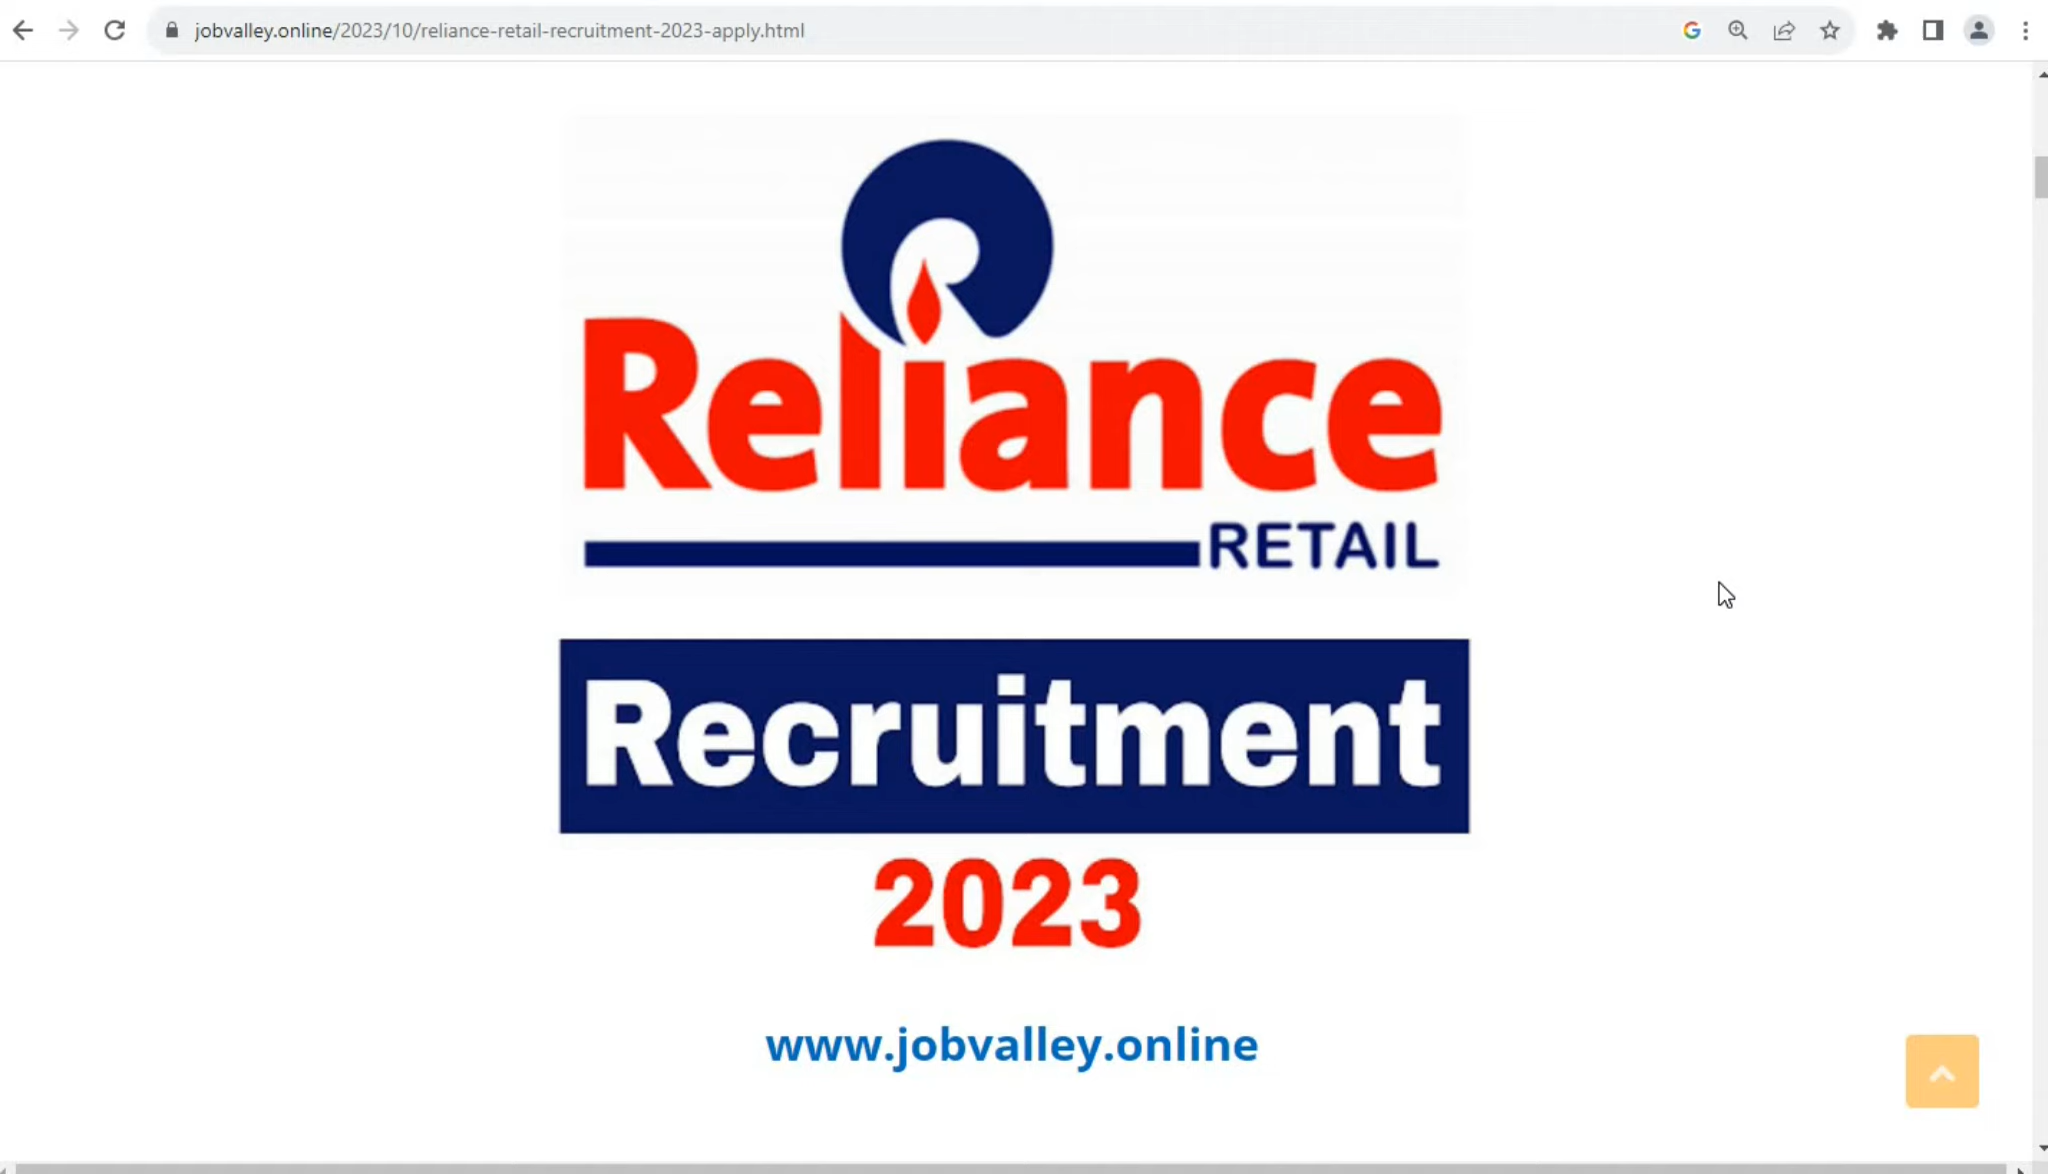 jobvalley.online/2023/10/reliance-retail-recruitment-2023-apply.html
Reliance
RETAIL
Recruitment
2023
www.jobvalley.online